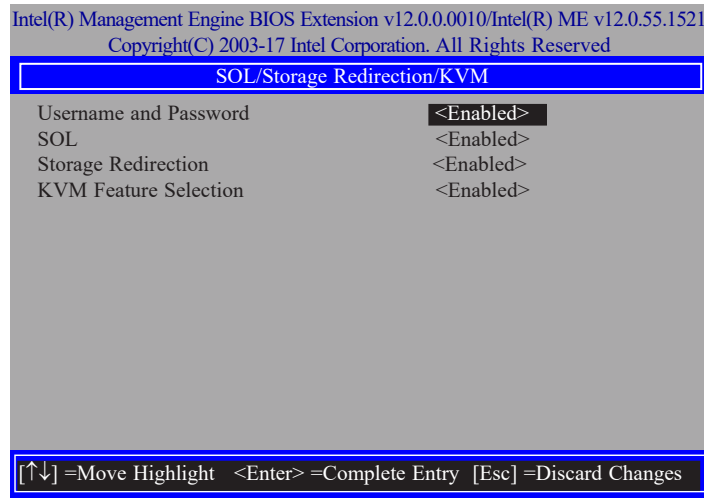 Intel(R) Management Engine BIOS Extension v12.0.0.0010/Intel(R) ME v12.0.55.1521
Copyright(C) 2003-17 Intel Corporation. All Rights Reserved
SOL/Storage Redirection/KVM
Username and Password <Enabled>
SOL <Enabled>
Storage Redirection <Enabled>
KVM Feature Selection <Enabled>
[↑↓] =Move Highlight <Enter> =Complete Entry [Esc] =Discard Changes